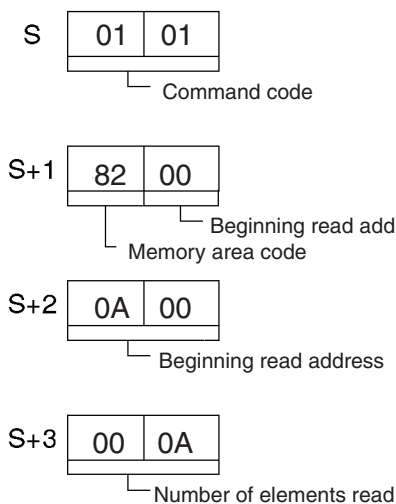 S 01 01
Command code
S+1 82 00
Beginning read add
Memory area code
S+2 0A 00
Beginning read address
S+3 00 0A
Number of elements read